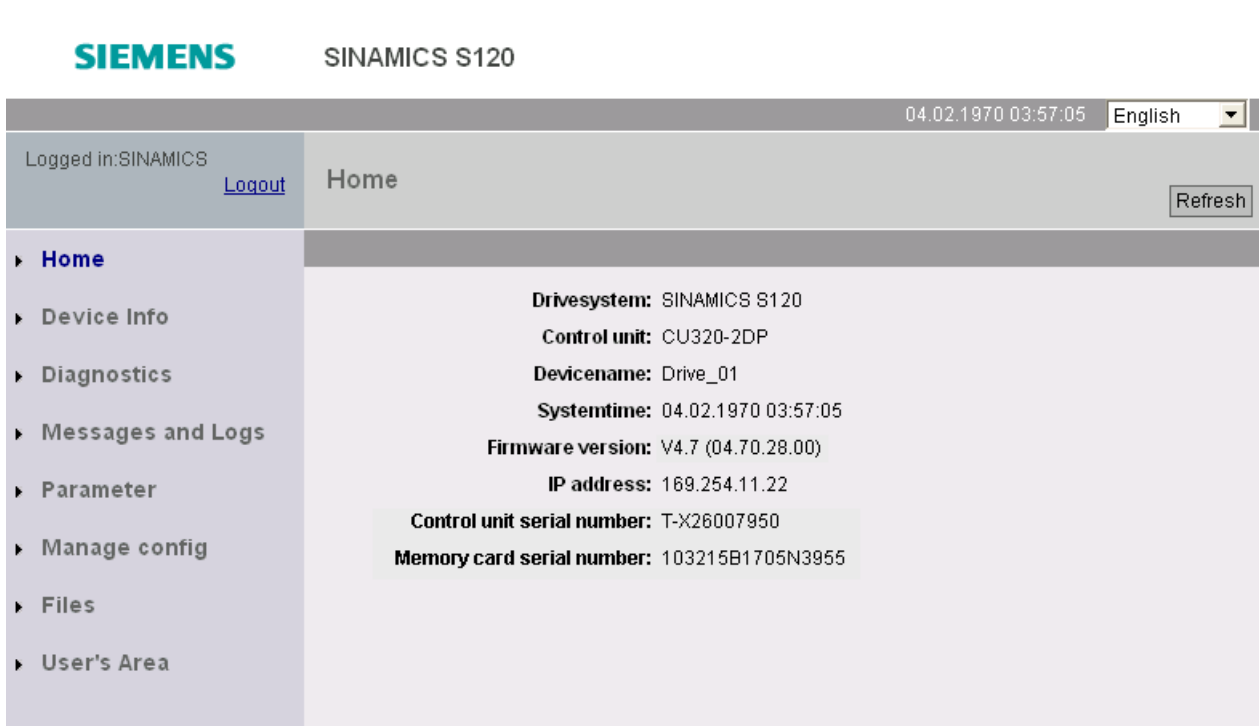 SIEMENS SINAMICS S120
04.02.1970 03:57:05 English
Logged in:SINAMICS
Logout
Home
Refresh
Home
Device Info
Diagnostics
Messages and Logs
Parameter
Manage config
Files
User's Area
Drivesystem: SINAMICS S120
Control unit: CU320-2DP
Devicename: Drive_01
Systemtime: 04.02.1970 03:57:05
Firmware version: V4.7 (04.70.28.00)
IP address: 169.254.11.22
Control unit serial number: T-X26007950
Memory card serial number: 103215B1705N3955